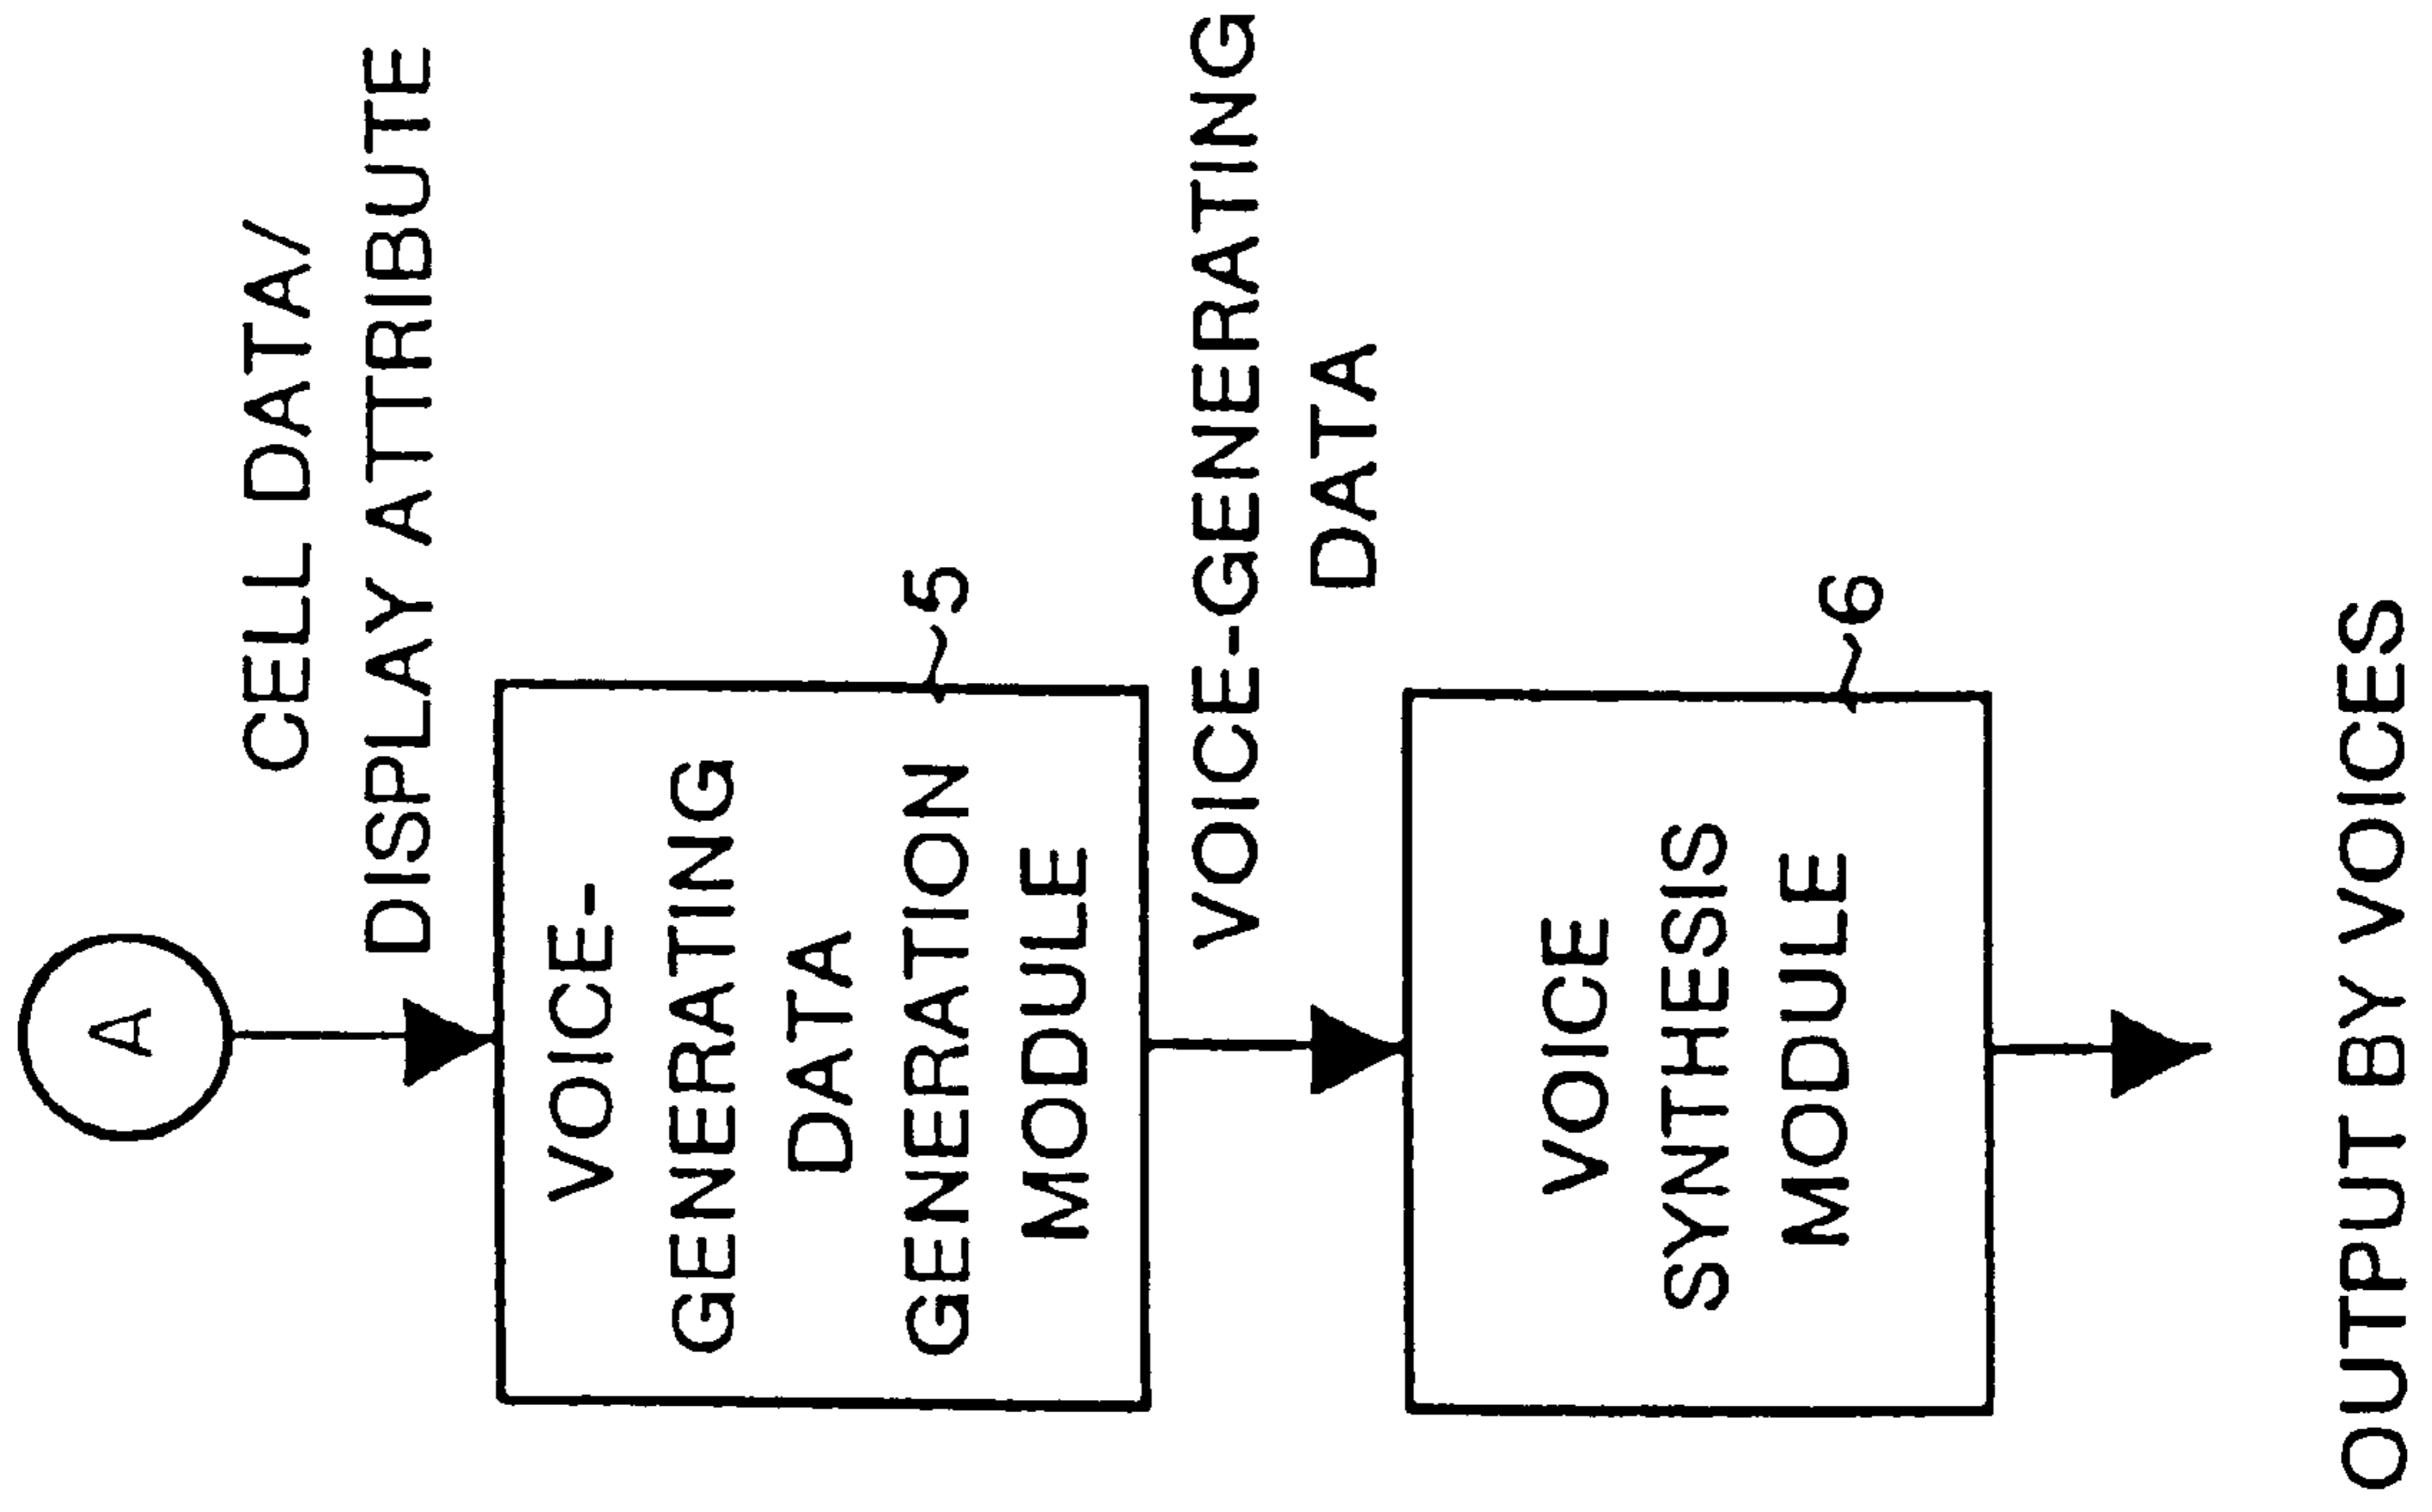 A
CELL DATA/
DISPLAY ATTRIBUTE
VOICE-
GENERATING
DATA
GENERATION
MODULE
5
VOICE-GENERATING
DATA
VOICE
SYNTHESIS
MODULE
6
OUTPUT BY VOICES